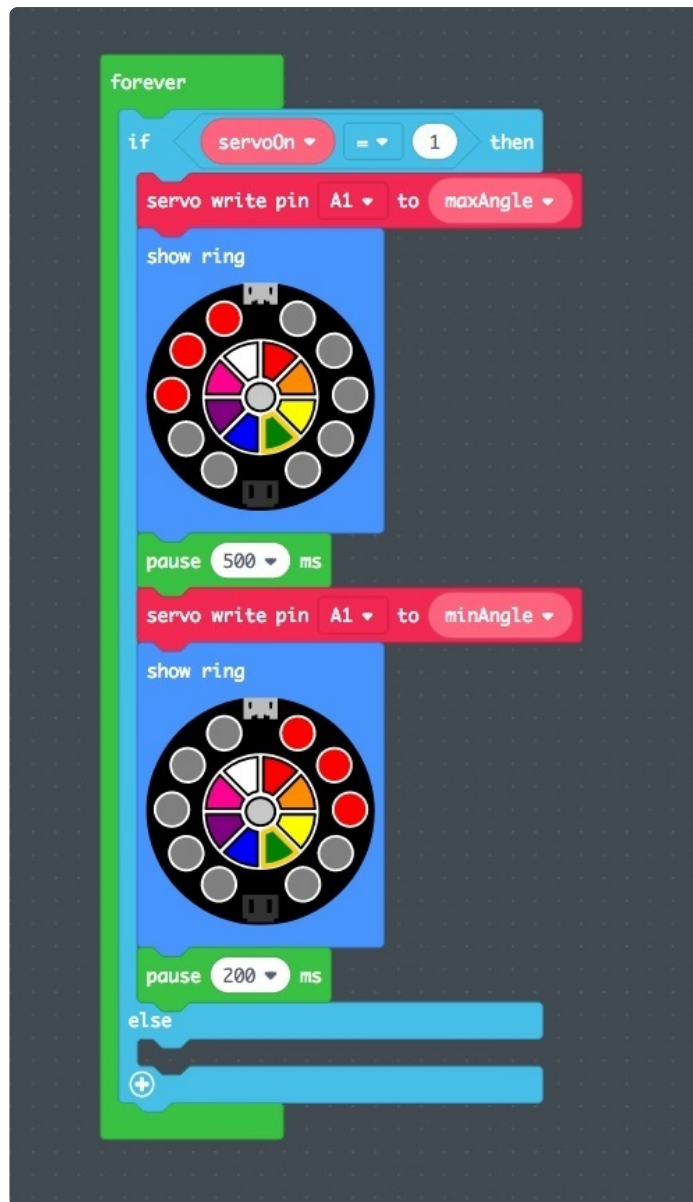 forever
if servoOn = 1 then
servo write pin A1 to maxAngle
show ring
pause 500 ms
servo write pin A1 to minAngle
show ring
pause 200 ms
else